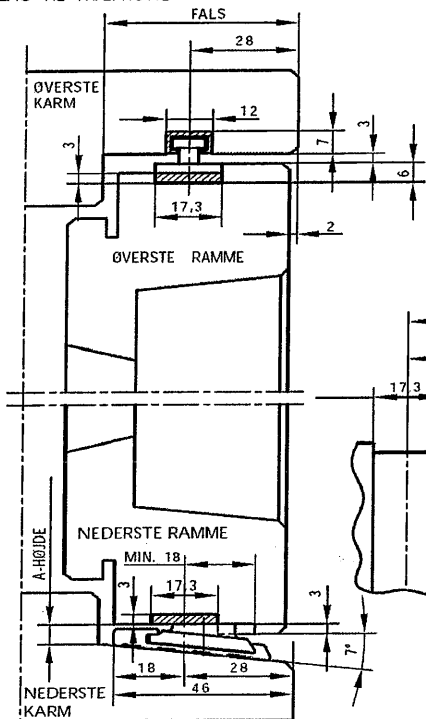 FALS
28
ØVERSTE
KARM
12
3
7
3
6
17,3
2
ØVERSTE RAMME
17,3
NEDERSTE RAMME
A-HØJDE
MIN. 18
17,3
3
3
7°
18
28
46
NEDERSTE
KARM